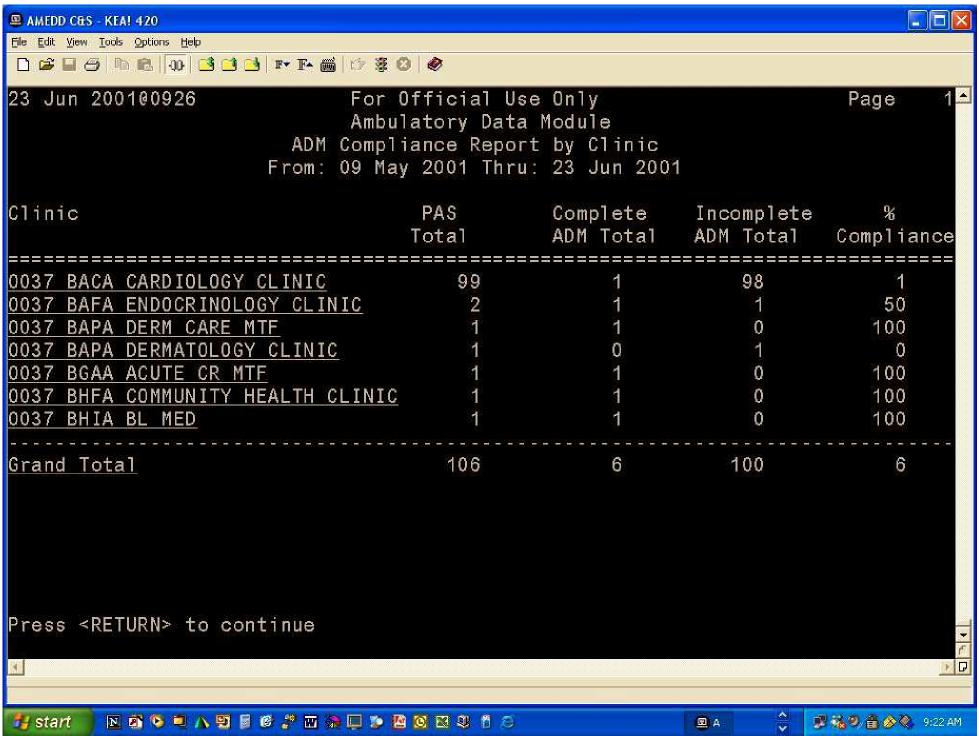 AMEDD C&S - KEA! 420
File Edit View Tools Options Help
23 Jun 2001@0926 For Official Use Only Page 1
Ambulatory Data Module
ADM Compliance Report by Clinic
From: 09 May 2001 Thru: 23 Jun 2001
Clinic PAS Complete Incomplete %
Total ADM Total ADM Total Compliance
================================================================================
0037 BACA CARDIOLOGY CLINIC 99 1 98 1
0037 BAFA ENDOCRINOLOGY CLINIC 2 1 1 50
0037 BAPA DERM CARE MTF 1 1 0 100
0037 BAPA DERMATOLOGY CLINIC 1 0 1 0
0037 BGAA ACUTE CR MTF 1 1 0 100
0037 BHFA COMMUNITY HEALTH CLINIC 1 1 0 100
0037 BHIA BL MED 1 1 0 100
--------------------------------------------------------------------------------
Grand Total 106 6 100 6
Press <RETURN> to continue
start A 9:22 AM